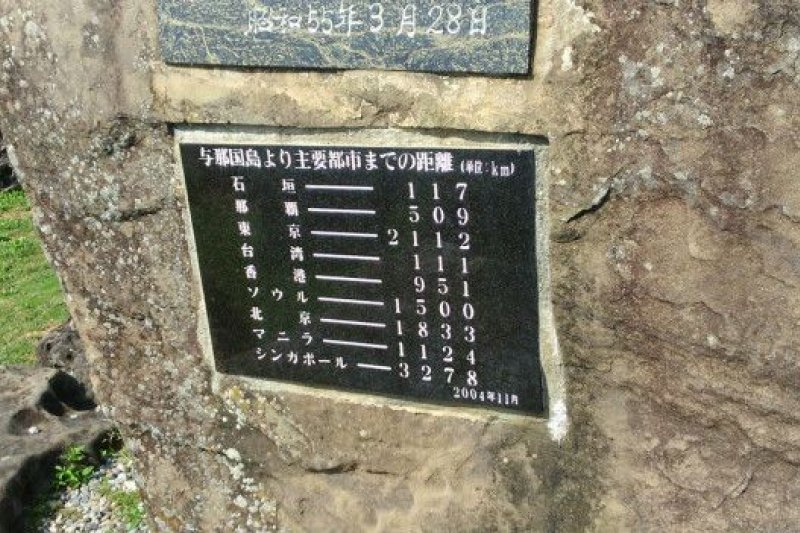 昭和55年3月28日
与那国島より主要都市までの距離(単位:km)
石垣 117
那覇 509
東京 2112
台湾 111
香港 951
ソウル 1500
北京 1833
マニラ 1124
シンガポール 3278
2004年11月